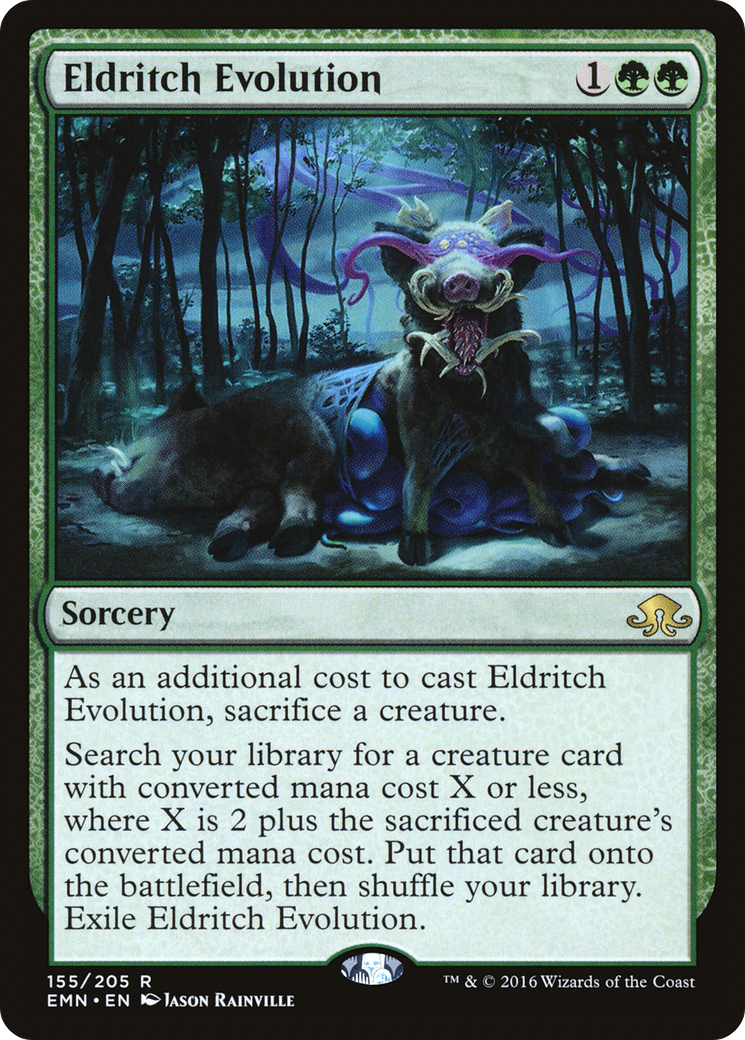 Eldritch Evolution 1
Sorcery
As an additional cost to cast Eldritch
Evolution, sacrifice a creature.
Search your library for a creature card
with converted mana cost X or less,
where X is 2 plus the sacrificed creature's
converted mana cost. Put that card onto
the battlefield, then shuffle your library.
Exile Eldritch Evolution.
155/205 R
™ & © 2016 Wizards of the Coast
EMN • EN Jason Rainville